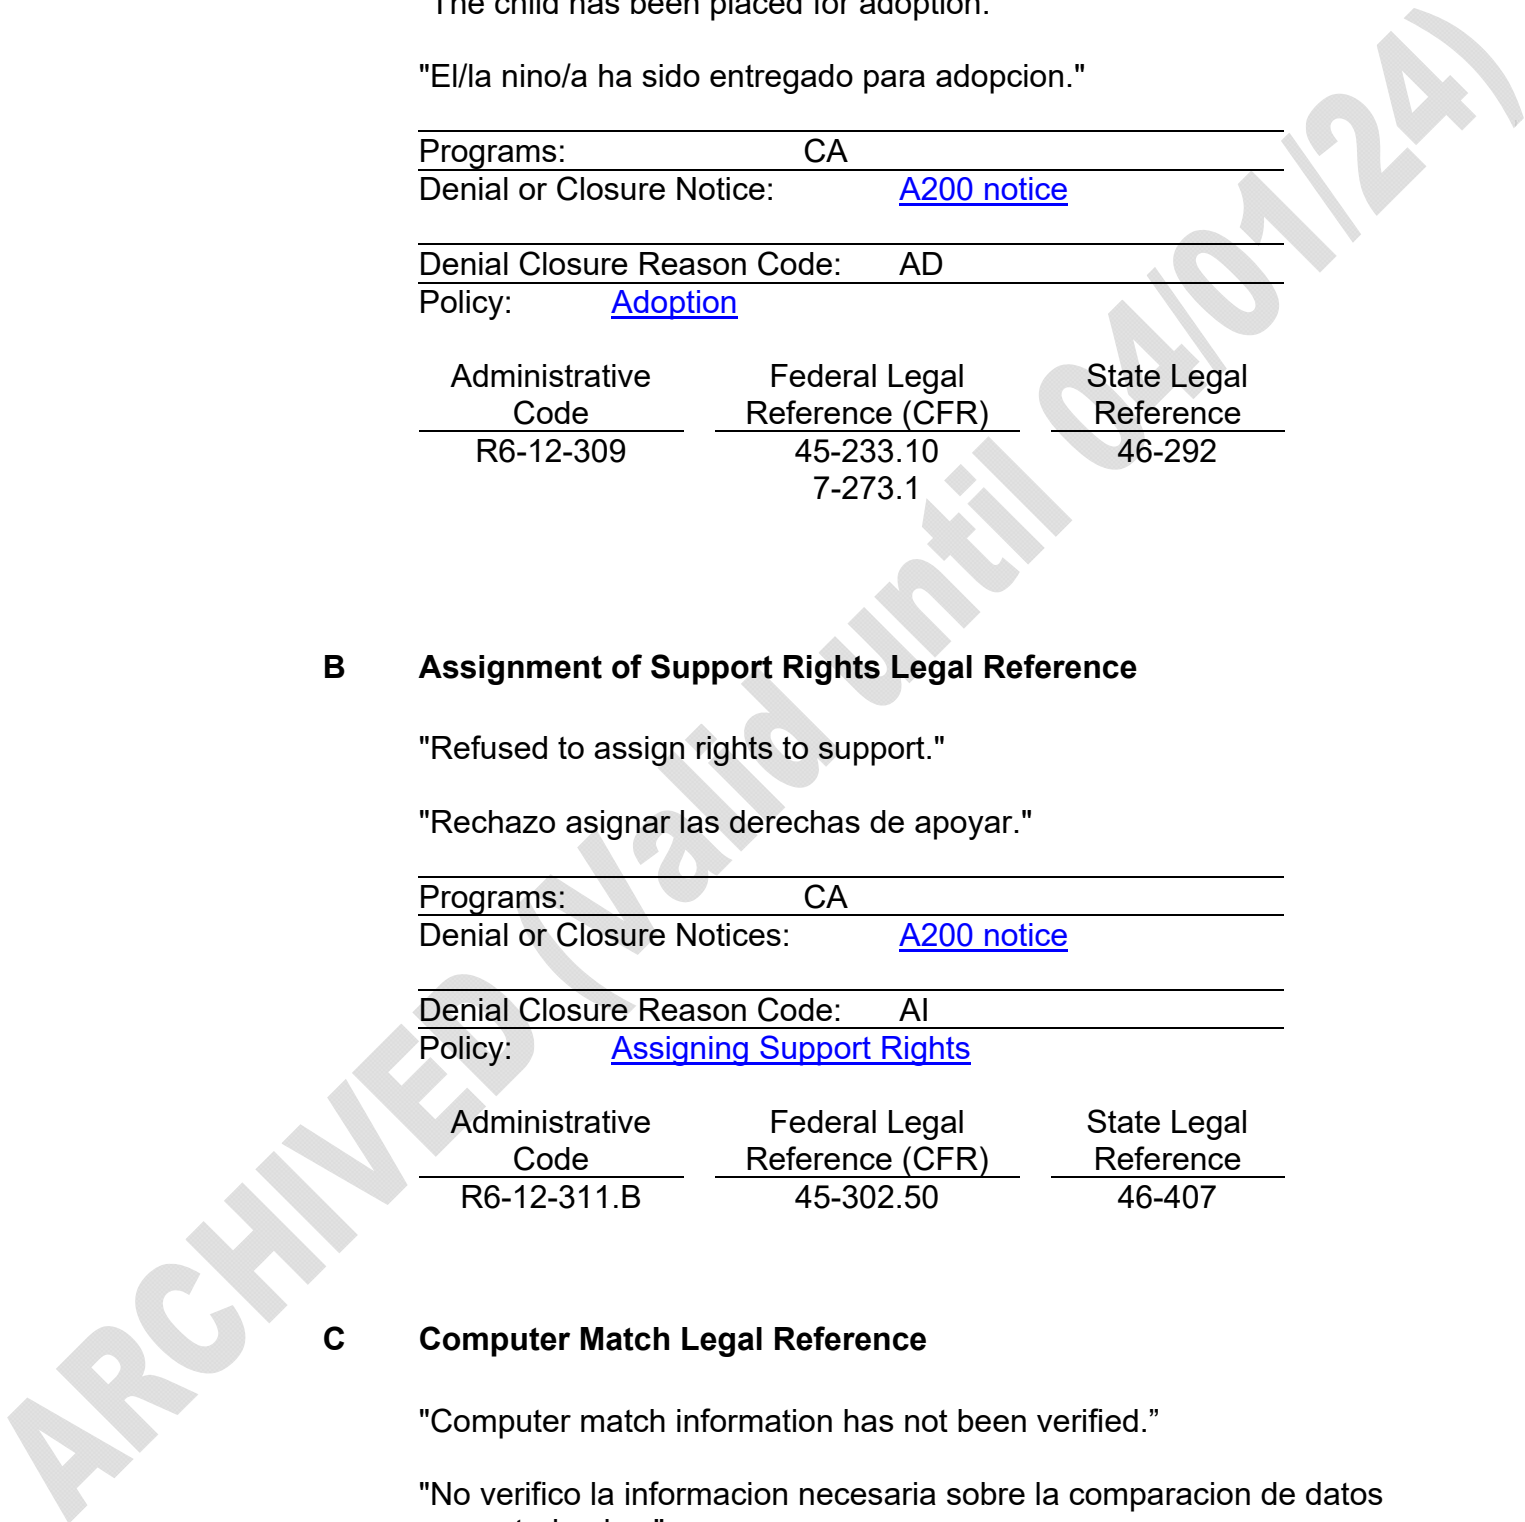 "The child has been placed for adoption.
"El/la nino/a ha sido entregado para adopcion."
Programs: CA
Denial or Closure Notice: A200 notice
Denial Closure Reason Code: AD
Policy: Adoption
Administrative Federal Legal State Legal
Code Reference (CFR) Reference
R6-12-309 45-233.10 46-292
7-273.1
B Assignment of Support Rights Legal Reference
"Refused to assign rights to support."
"Rechazo asignar las derechas de apoyar."
Programs: CA
Denial or Closure Notices: A200 notice
Denial Closure Reason Code: AI
Policy: Assigning Support Rights
Administrative Federal Legal State Legal
Code Reference (CFR) Reference
R6-12-311.B 45-302.50 46-407
C Computer Match Legal Reference
"Computer match information has not been verified.”
"No verifico la informacion necesaria sobre la comparacion de datos
ARCHIVED (Valid until 04/01/24)